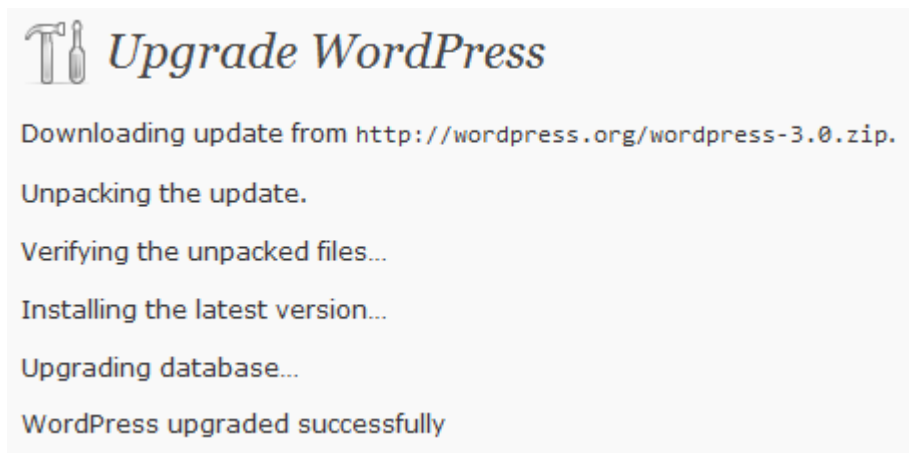 Upgrade WordPress
Downloading update from http://wordpress.org/wordpress-3.0.zip.
Unpacking the update.
Verifying the unpacked files…
Installing the latest version…
Upgrading database…
WordPress upgraded successfully